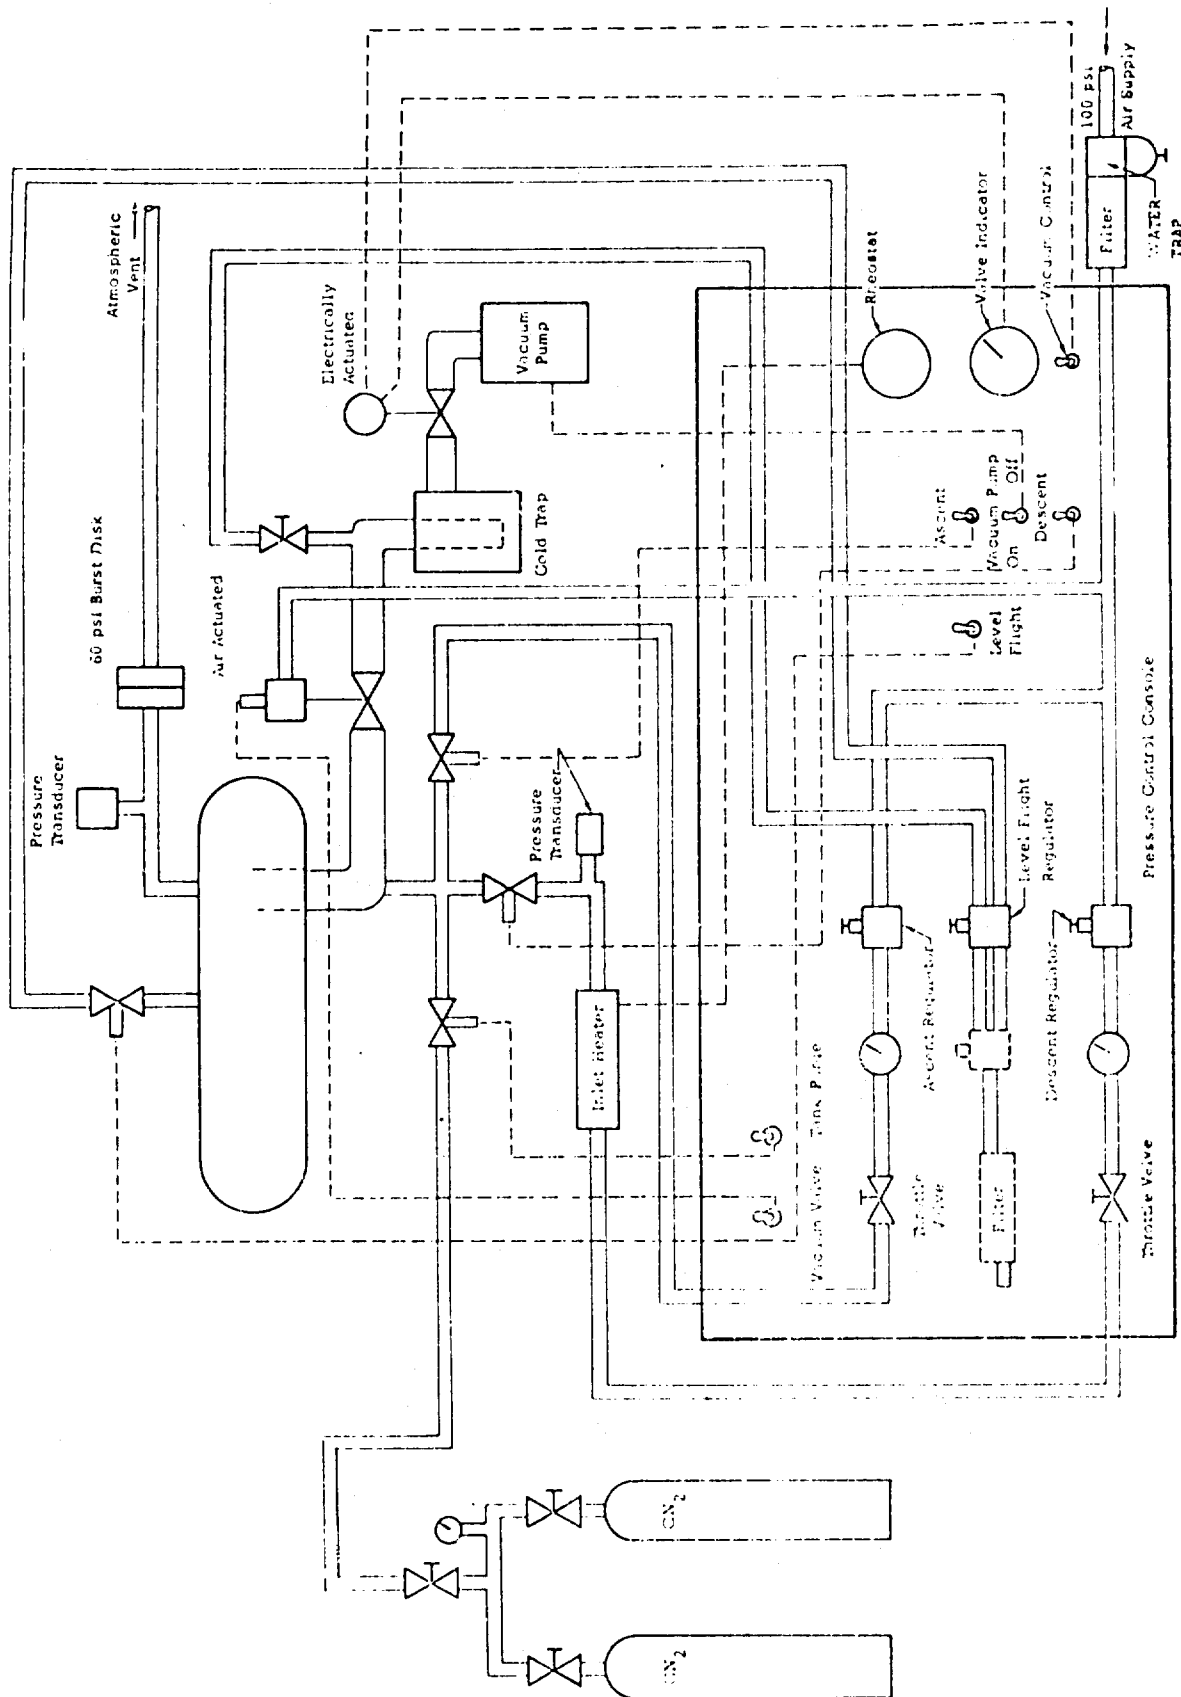 100 psi
Air Supply
Filter
WATER
TRAP
Atmospheric
Vent
Electrically
Actuated
Vacuum
Pump
Rheostat
Valve Indicator
Vacuum Control
60 psi Burst Disk
Air Actuated
Cold Trap
Ascent
Vacuum Pump
On
Off
Descent
Level
Flight
Pressure
Transducer
Pressure
Transducer
Inlet Heater
Pressure Control Console
Level Flight
Regulator
Ascent Regulator
Descent Regulator
Tank Purge
Vacuum Valve
Throttle
Valve
Filter
Throttle Valve
GN2
GN2